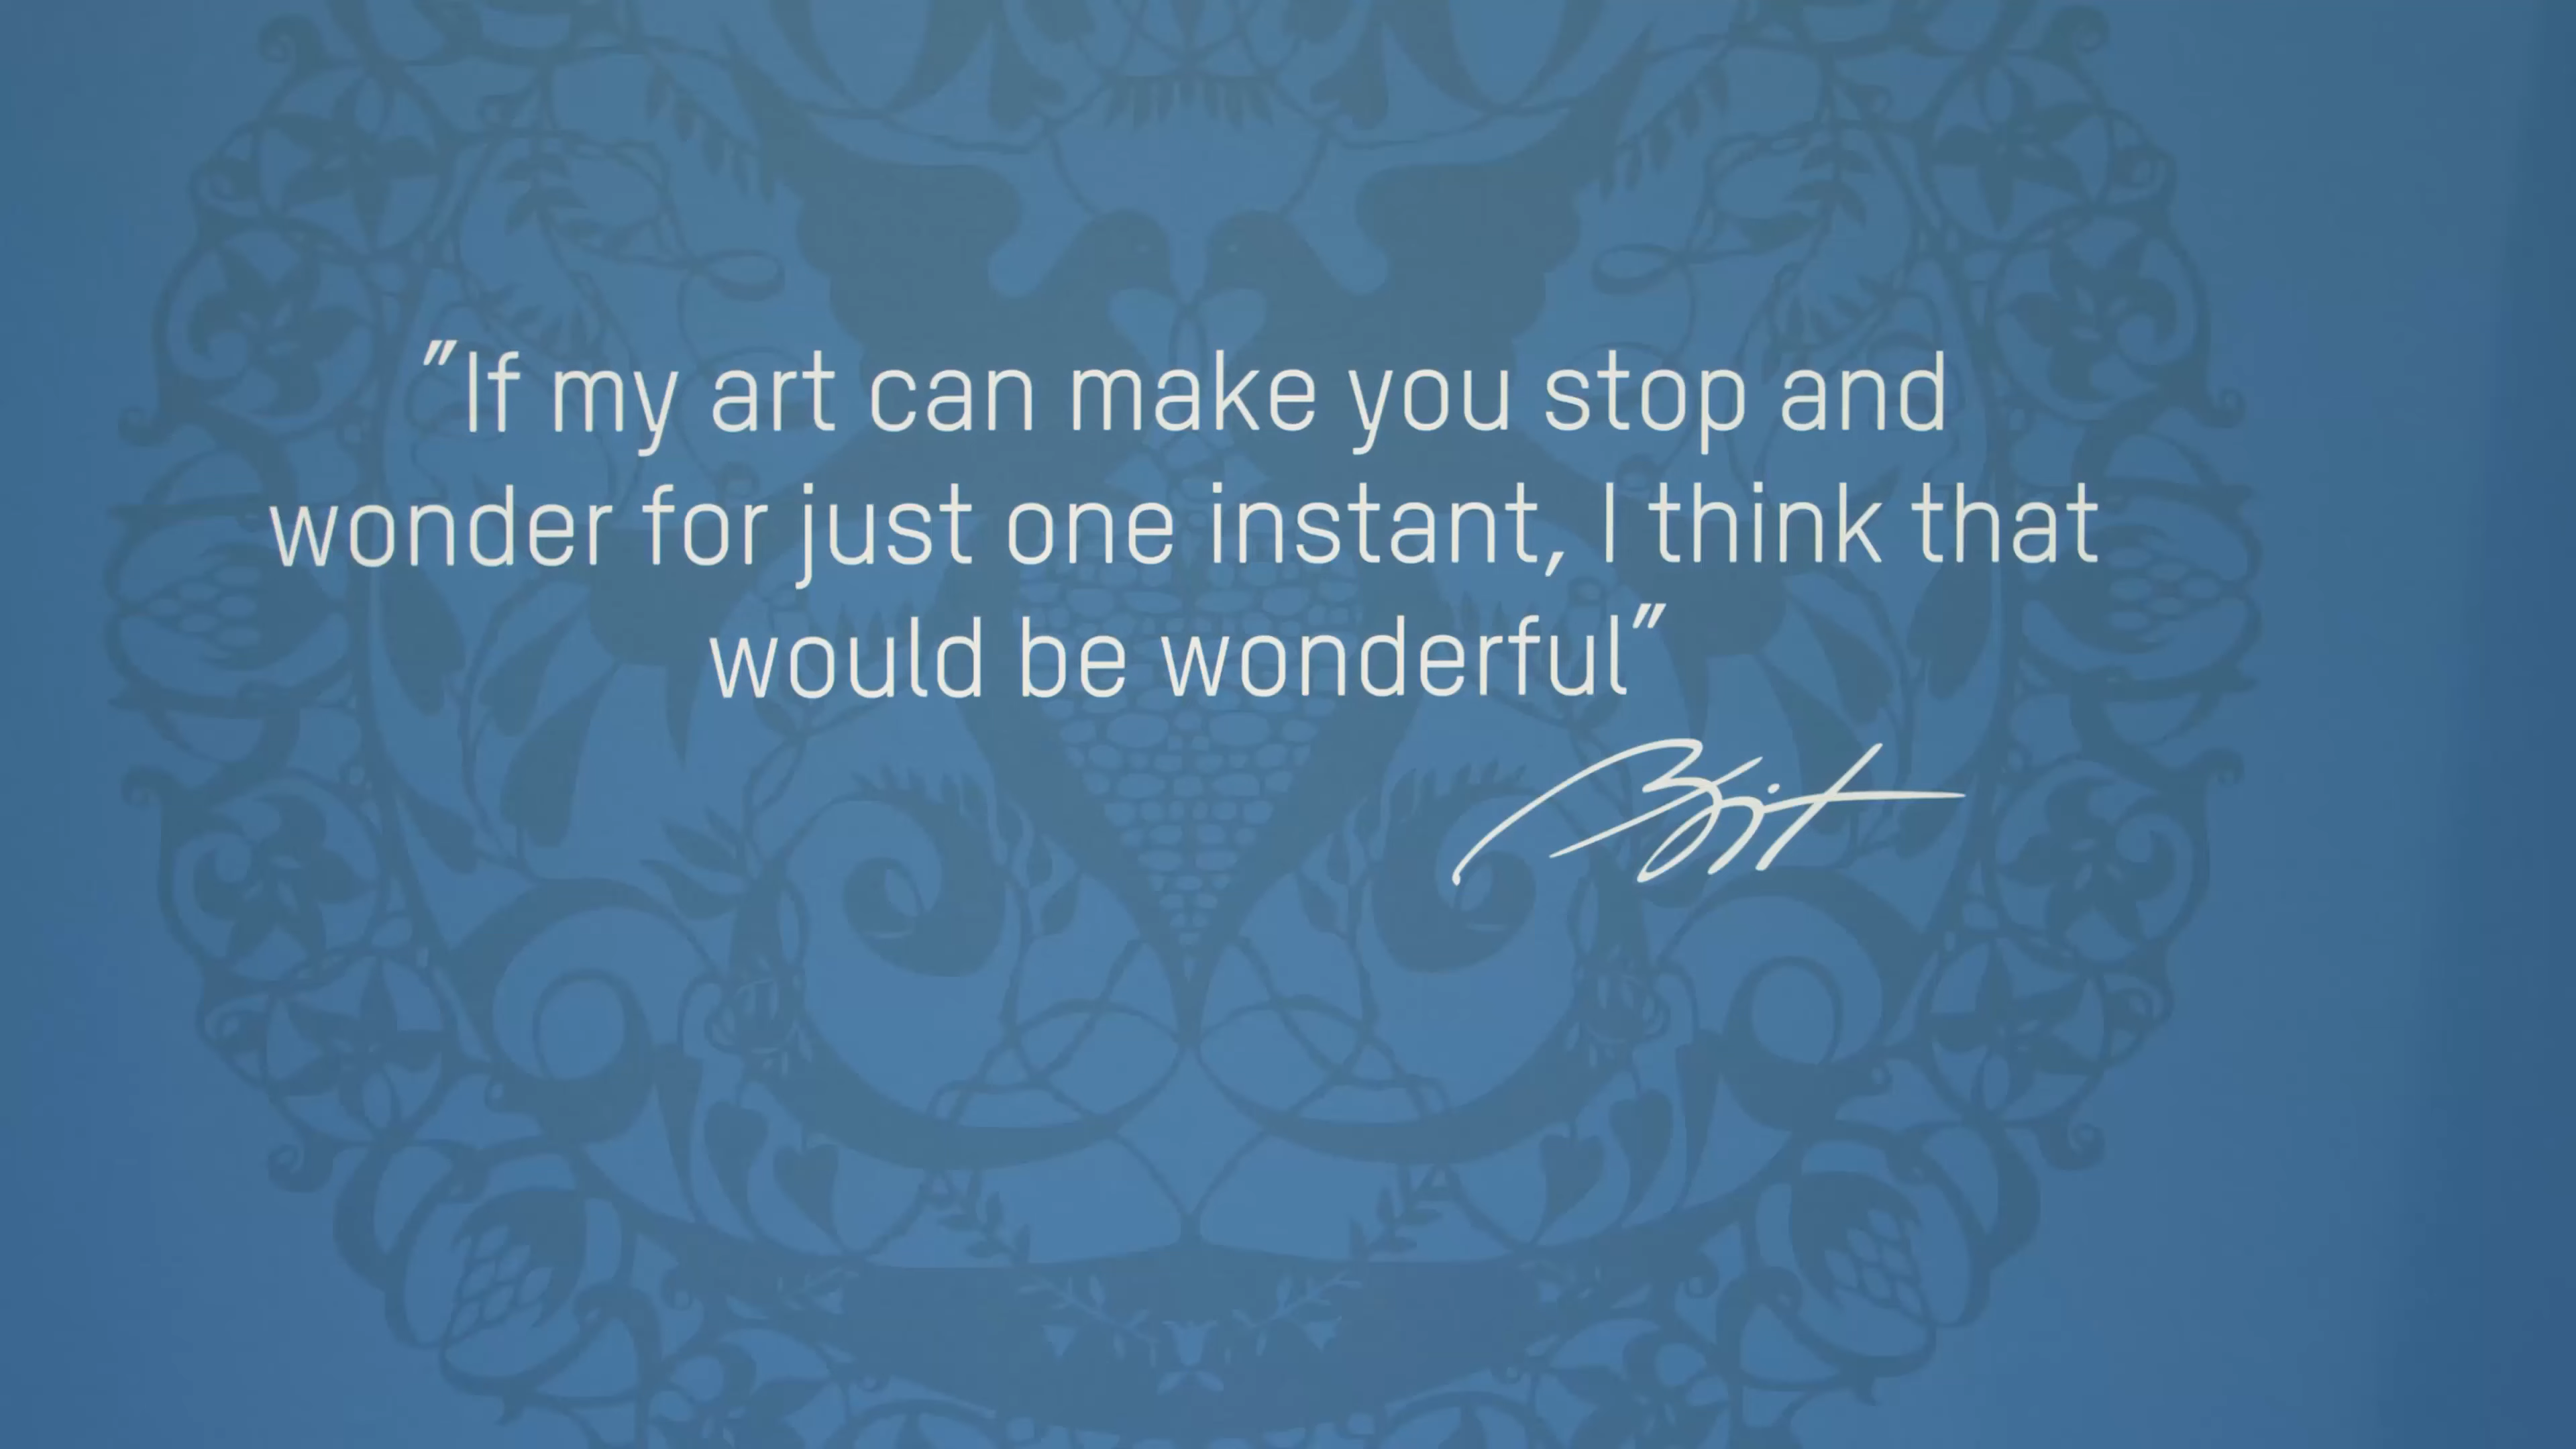 "If my art can make you stop and
wonder for just one instant, I think that
would be wonderful"